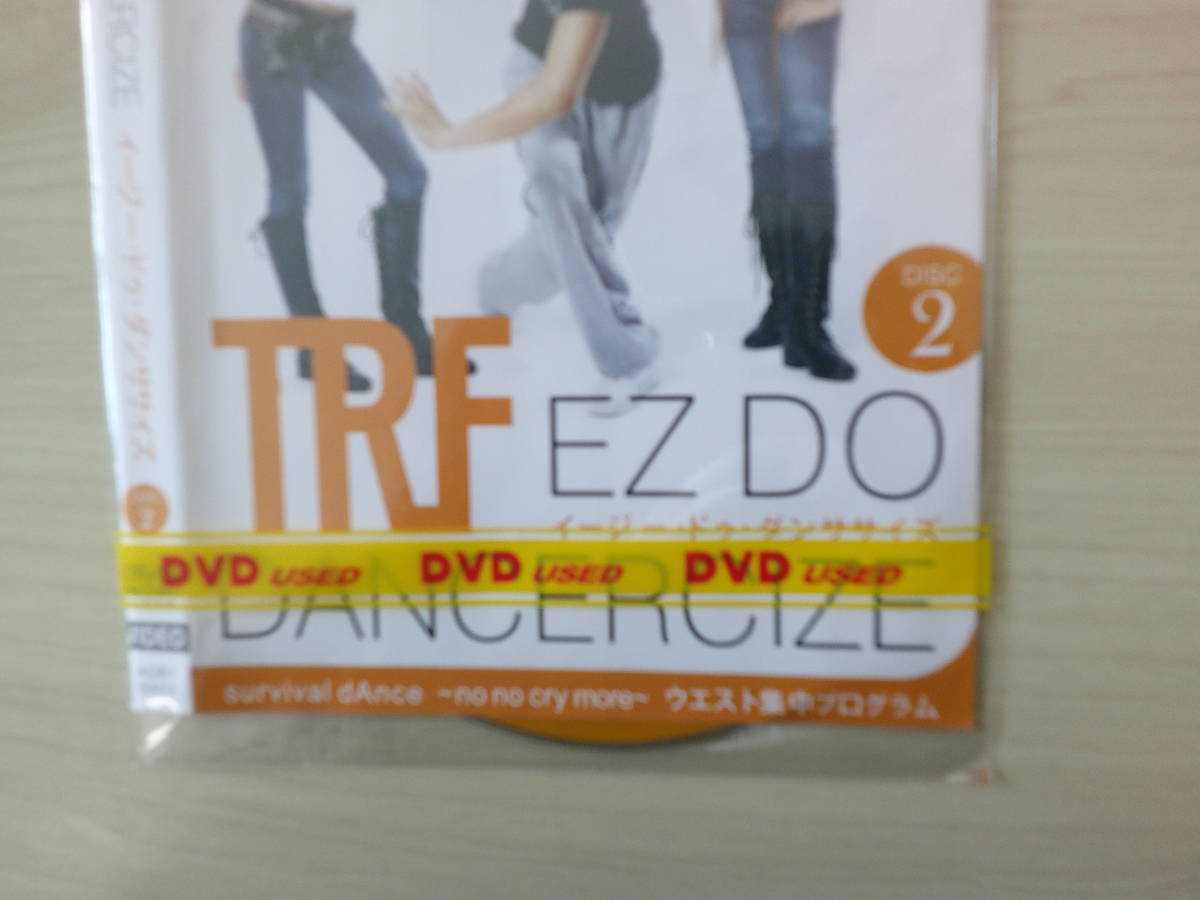 DISC
2
TRF EZ DO
イージー・ドゥ・ダンササイズ
DVD USED DVD USED DVD USED
DANCERCIZE
survival dAnce ~no no cry more~ ウエスト集中プログラム
イージー・ドゥ・ダンササイズ